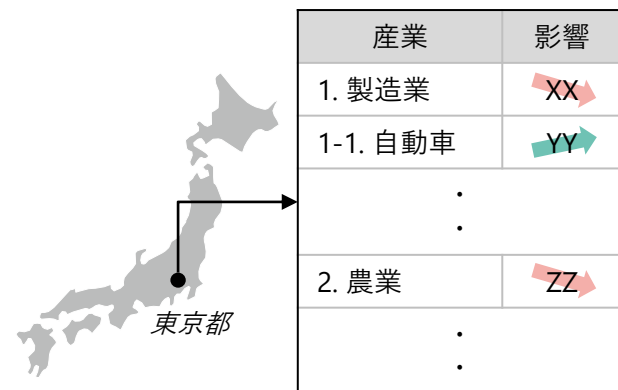 産業 影響
1. 製造業 XX
1-1. 自動車 YY
・
・
2. 農業 ZZ
・
・
東京都